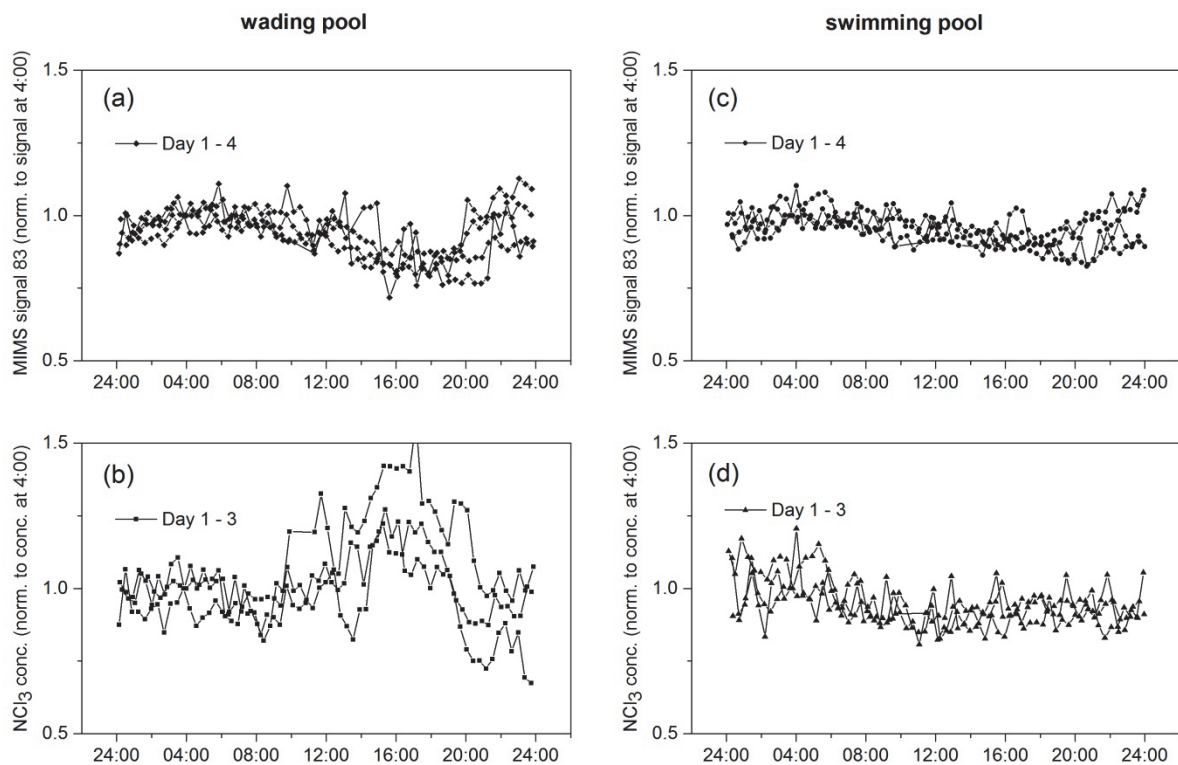 wading pool
swimming pool
MIMS signal 83 (norm. to signal at 4:00)
1.5
1.0
0.5
(a)
Day 1 - 4
24:00 04:00 08:00 12:00 16:00 20:00 24:00
MIMS signal 83 (norm. to signal at 4:00)
1.5
1.0
0.5
(c)
Day 1 - 4
24:00 04:00 08:00 12:00 16:00 20:00 24:00
NCl₃ conc. (norm. to conc. at 4:00)
1.5
1.0
0.5
(b)
Day 1 - 3
24:00 04:00 08:00 12:00 16:00 20:00 24:00
NCl₃ conc. (norm. to conc. at 4:00)
1.5
1.0
0.5
(d)
Day 1 - 3
24:00 04:00 08:00 12:00 16:00 20:00 24:00